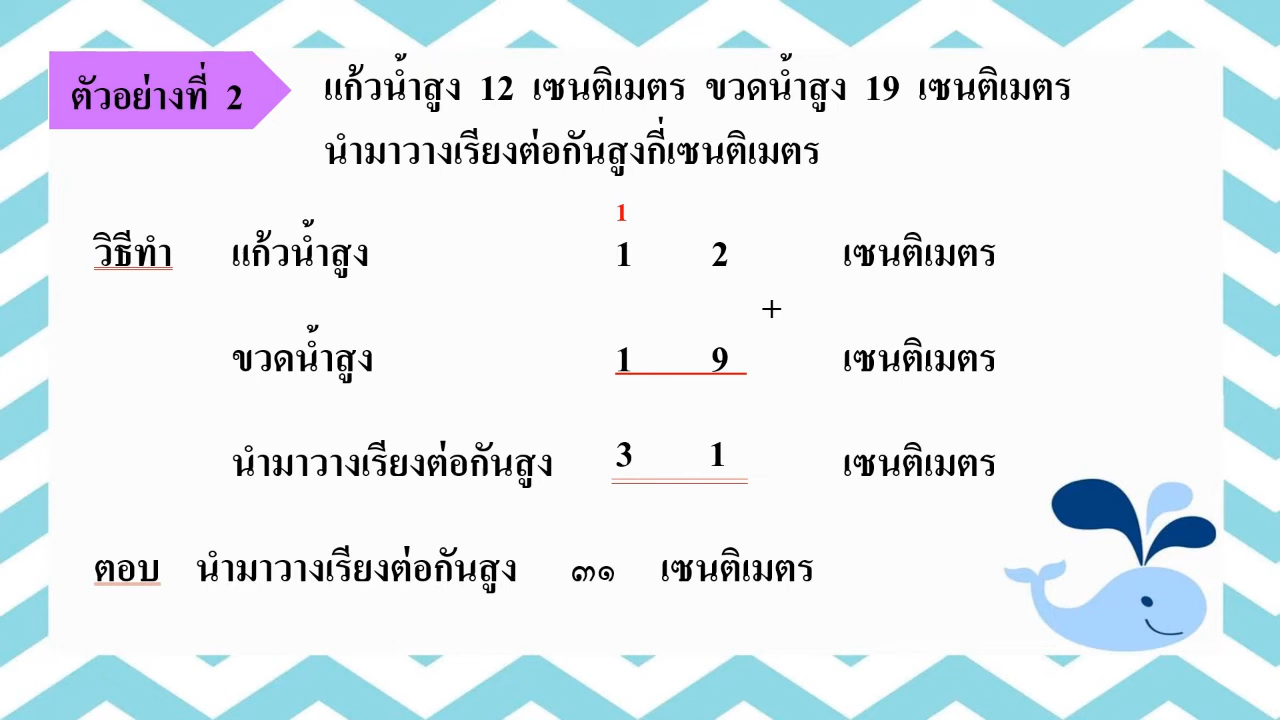 ตัวอย่างที่ 2
แก้วน้ำสูง 12 เซนติเมตร ขวดน้ำสูง 19 เซนติเมตร
นำมาวางเรียงต่อกันสูงกี่เซนติเมตร
1
วิธีทำ แก้วน้ำสูง 1 2 เซนติเมตร
+
ขวดน้ำสูง 1 9 เซนติเมตร
นำมาวางเรียงต่อกันสูง 3 1 เซนติเมตร
ตอบ นำมาวางเรียงต่อกันสูง ๓๑ เซนติเมตร